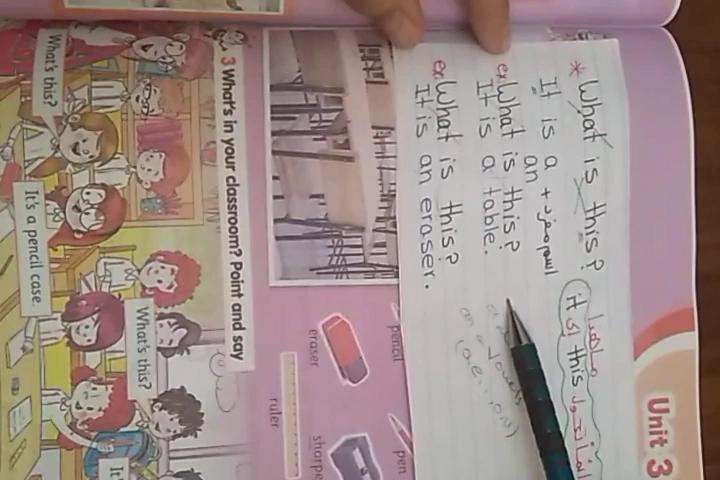 Unit 3
* What is this?
It is a
an + اسم مفرد
ex What is this?
It is a table.
ex What is this?
It is an eraser.
this
it
pencil
pen
eraser
ruler
3 What's in your classroom? Point and say
What's this?
It's a pencil case.
What's this?